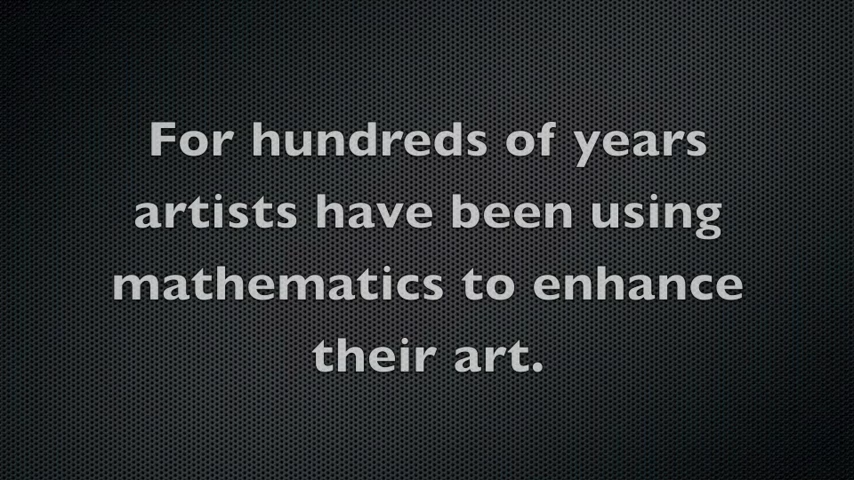 For hundreds of years
artists have been using
mathematics to enhance
their art.